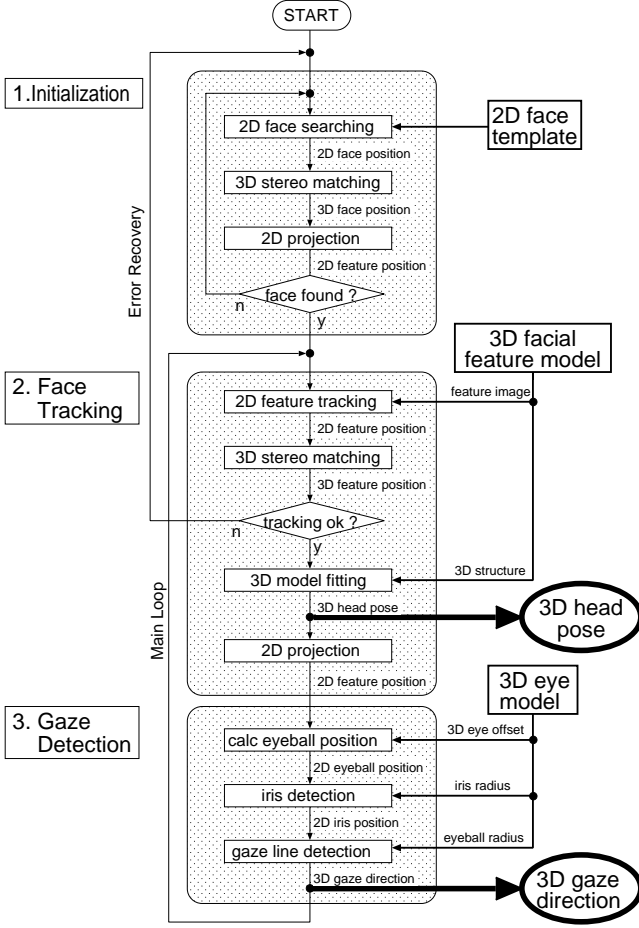 START
1.Initialization
2D face searching
2D face
template
2D face position
3D stereo matching
3D face position
2D projection
2D feature position
face found ?
n
y
Error Recovery
3D facial
feature model
2. Face
Tracking
feature image
2D feature tracking
2D feature position
3D stereo matching
3D feature position
tracking ok ?
n
y
3D structure
3D model fitting
3D head pose
3D head
pose
2D projection
2D feature position
Main Loop
3D eye
model
3. Gaze
Detection
3D eye offset
calc eyeball position
2D eyeball position
iris radius
iris detection
2D iris position
eyeball radius
gaze line detection
3D gaze direction
3D gaze
direction